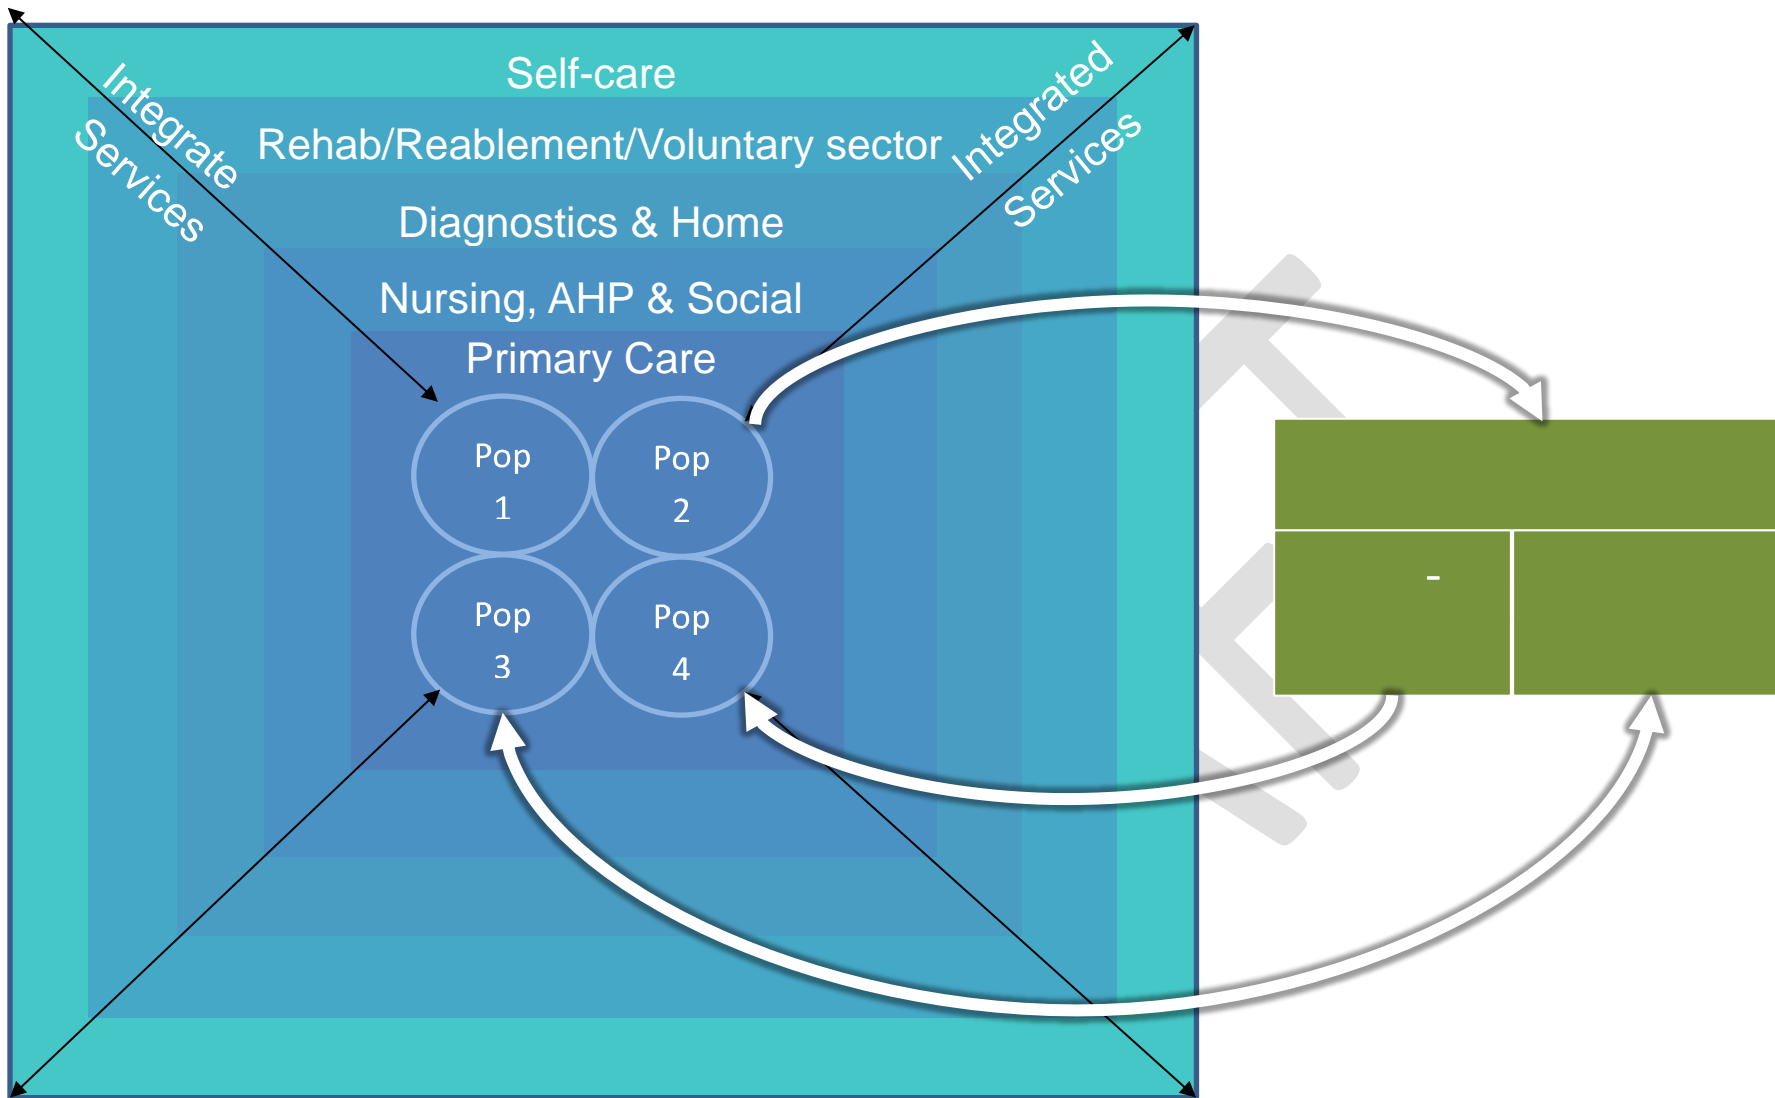 Self-care
Integrate
Services
Integrated
Services
Rehab/Reablement/Voluntary sector
Diagnostics & Home
Nursing, AHP & Social
Primary Care
Pop
1
Pop
2
Pop
3
Pop
4
-